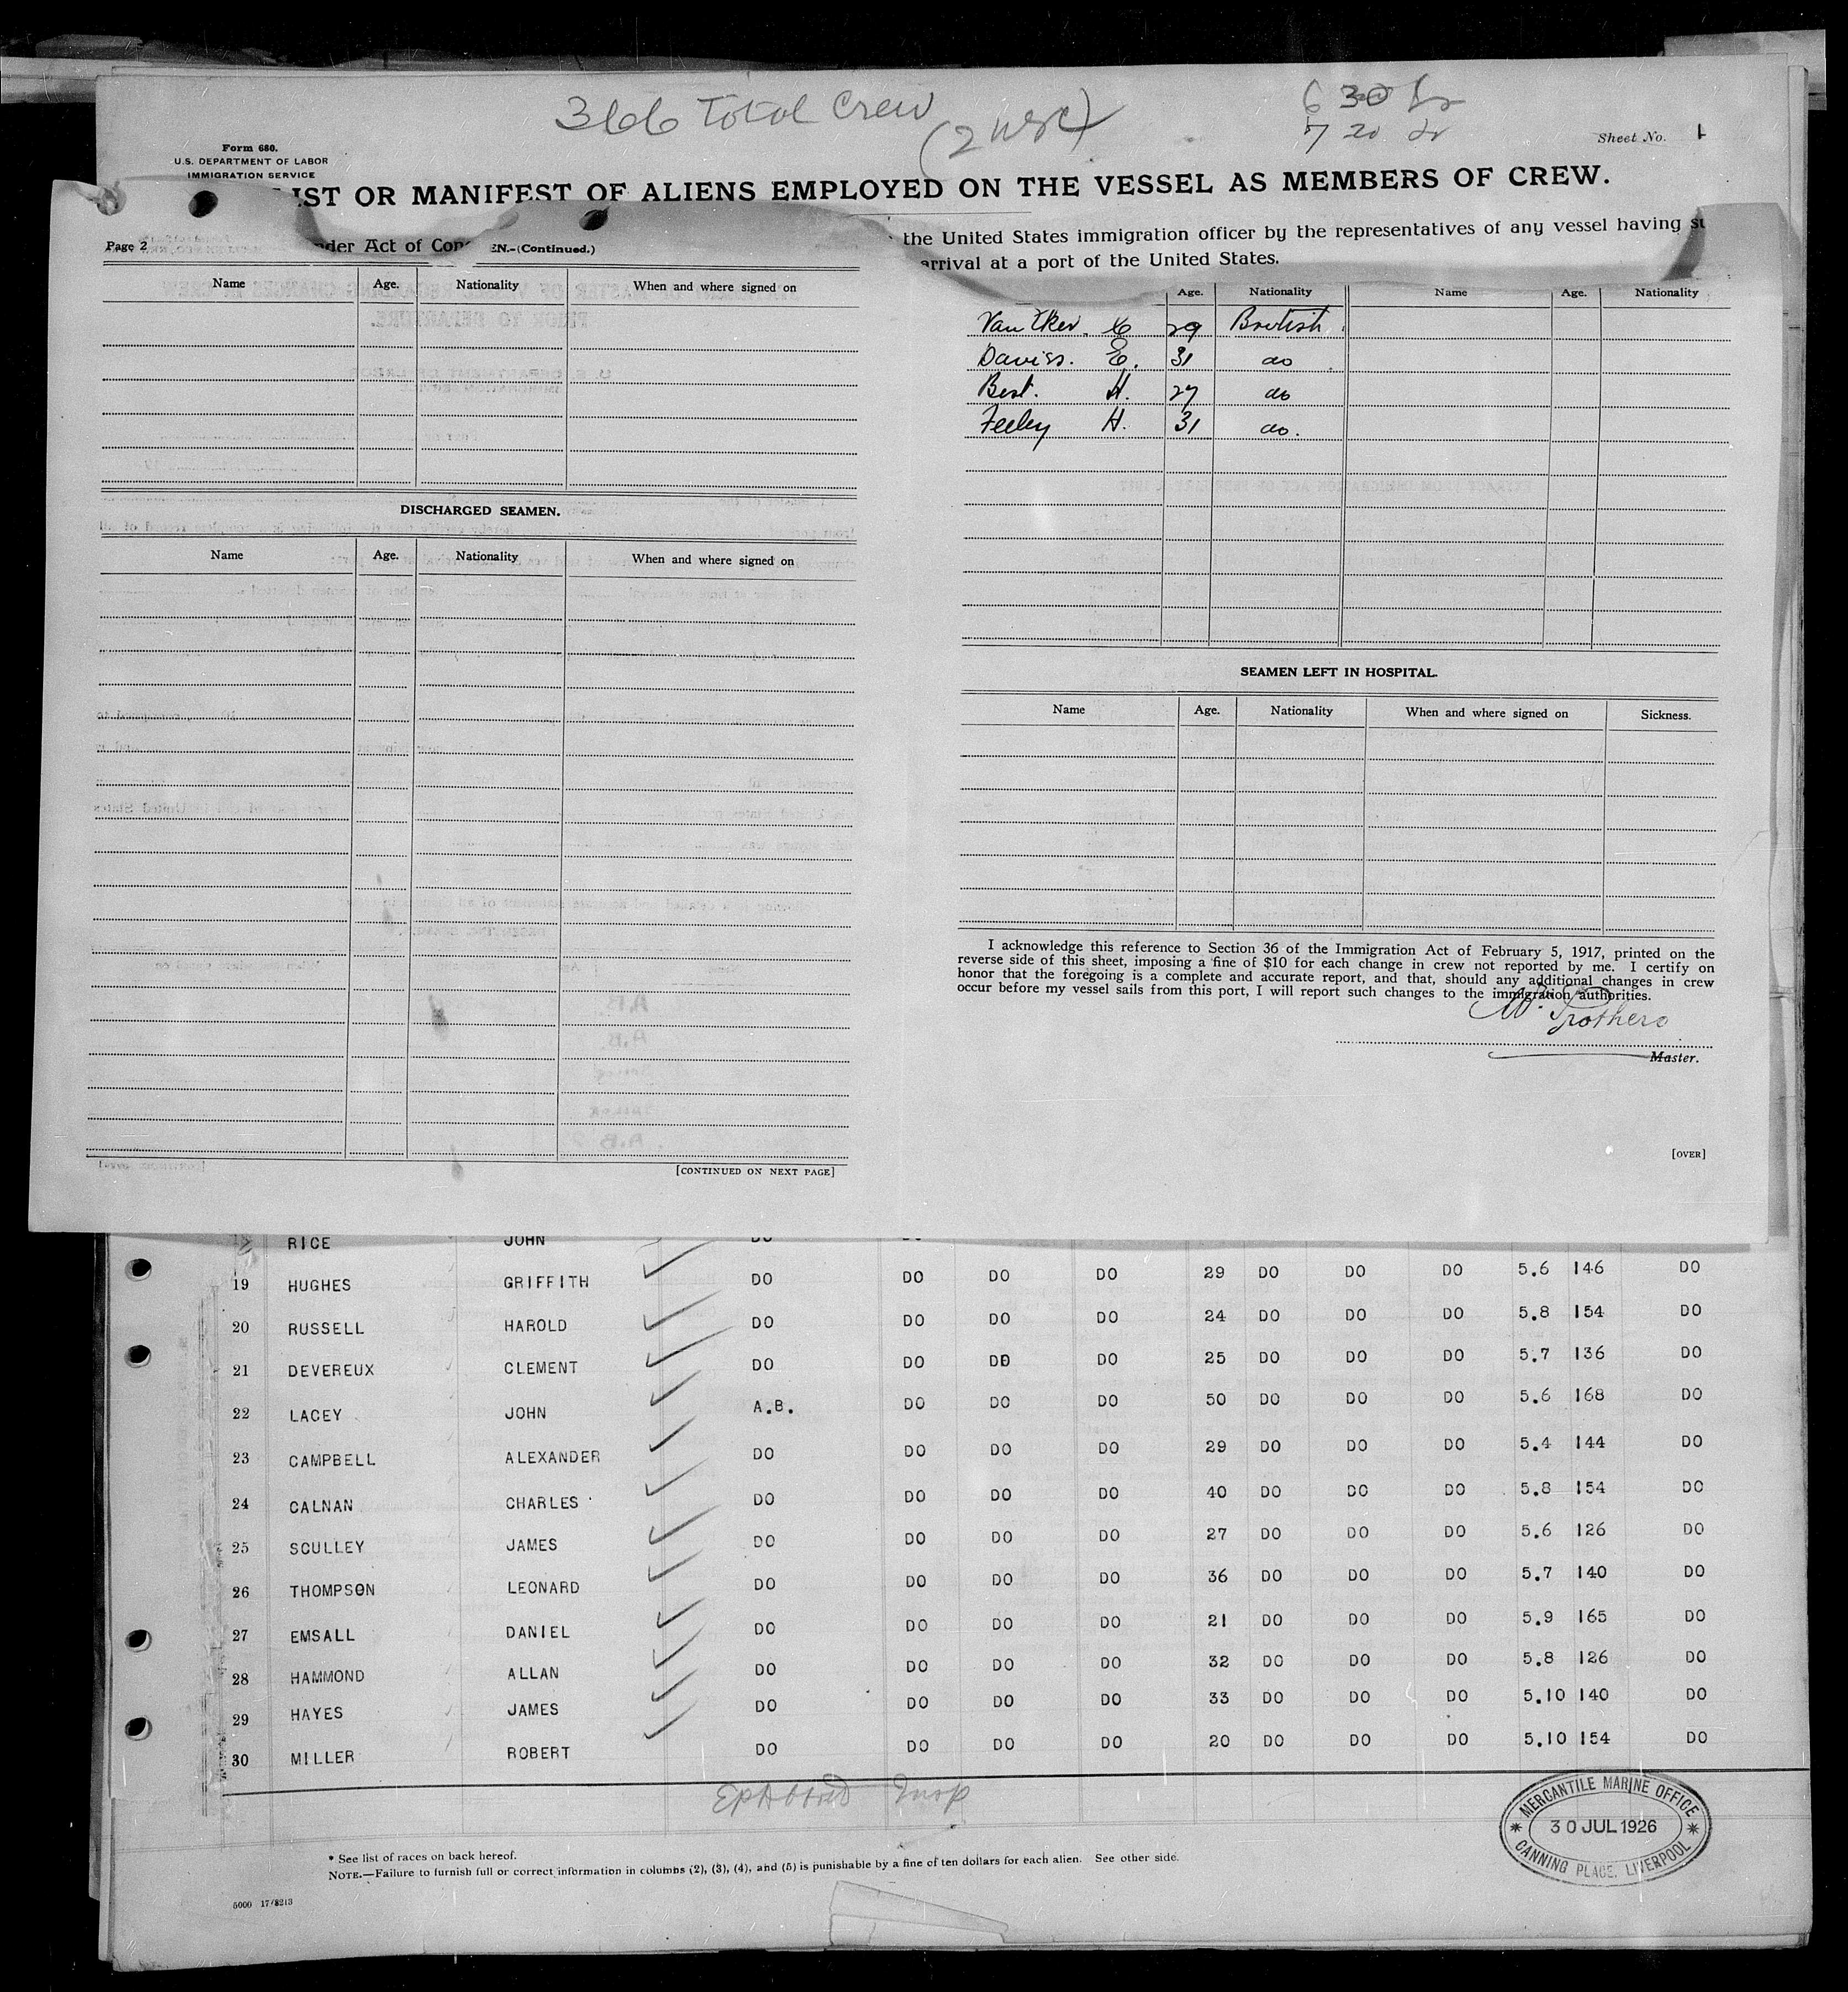 366 Total Crew
6 30
7 20
Sheet No. 1
Form 680.
U.S. DEPARTMENT OF LABOR
IMMIGRATION SERVICE
IST OR MANIFEST OF ALIENS EMPLOYED ON THE VESSEL AS MEMBERS OF CREW.
nder Act of Con
the United States immigration officer by the representatives of any vessel having
arrival at a port of the United States.
Page 2
EN.-(Continued.)
Name Age. Nationality When and where signed on
DISCHARGED SEAMEN.
Name Age. Nationality When and where signed on
[CONTINUED ON NEXT PAGE]
Age. Nationality Name Age. Nationality
29 British
Daviss. E. 31 do
Best. H. 27 do
Feeley H. 31 do.
SEAMEN LEFT IN HOSPITAL.
Name Age. Nationality When and where signed on Sickness.
I acknowledge this reference to Section 36 of the Immigration Act of February 5, 1917, printed on the
reverse side of this sheet, imposing a fine of $10 for each change in crew not reported by me. I certify on
honor that the foregoing is a complete and accurate report, and that, should any additional changes in crew
occur before my vessel sails from this port, I will report such changes to the immigration authorities.
W. Prothero
Master.
[OVER]
RICE JOHN DO DO
19 HUGHES GRIFFITH DO DO DO DO 29 DO DO DO 5.6 146 DO
20 RUSSELL HAROLD DO DO DO DO 24 DO DO DO 5.8 154 DO
21 DEVEREUX CLEMENT DO DO DO DO 25 DO DO DO 5.7 136 DO
22 LACEY JOHN A.B. DO DO DO 50 DO DO DO 5.6 168 DO
23 CAMPBELL ALEXANDER DO DO DO DO 29 DO DO DO 5.4 144 DO
24 CALNAN CHARLES DO DO DO DO 40 DO DO DO 5.8 154 DO
25 SCULLEY JAMES DO DO DO DO 27 DO DO DO 5.6 126 DO
26 THOMPSON LEONARD DO DO DO DO 36 DO DO DO 5.7 140 DO
27 EMSALL DANIEL DO DO DO DO 21 DO DO DO 5.9 165 DO
28 HAMMOND ALLAN DO DO DO DO 32 DO DO DO 5.8 126 DO
29 HAYES JAMES DO DO DO DO 33 DO DO DO 5.10 140 DO
30 MILLER ROBERT DO DO DO DO 20 DO DO DO 5.10 154 DO
Insp
MERCANTILE MARINE OFFICE
30 JUL 1926
CANNING PLACE, LIVERPOOL
* See list of races on back hereof.
NOTE.—Failure to furnish full or correct information in columns (2), (3), (4), and (5) is punishable by a fine of ten dollars for each alien. See other side.
5000 17/8213